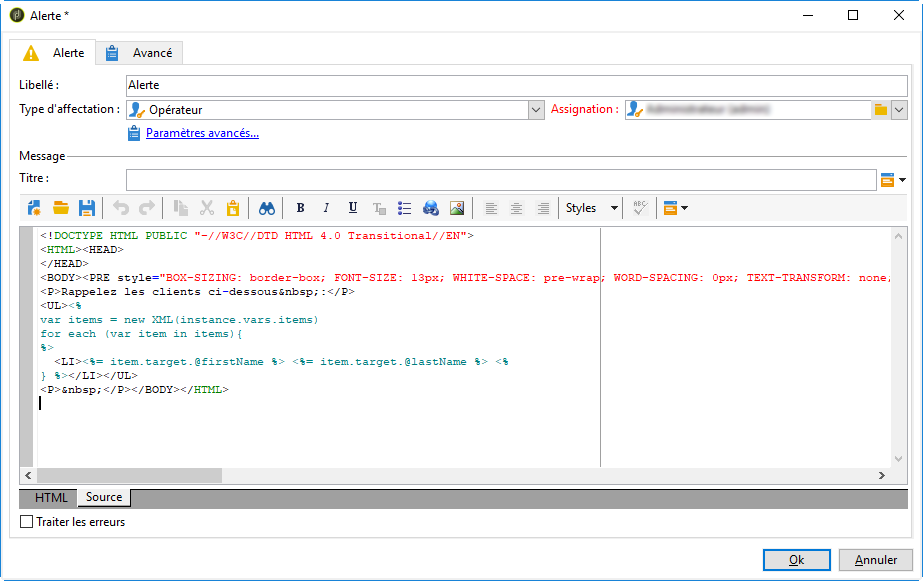 Alerte *
Alerte Avancé
Libellé : Alerte
Type d'affectation : Opérateur Assignation :
Paramètres avancés...
Message
Titre :
B I U T Styles ABC
<!DOCTYPE HTML PUBLIC "-//W3C//DTD HTML 4.0 Transitional//EN">
<HTML><HEAD>
</HEAD>
<BODY><PRE style="BOX-SIZING: border-box; FONT-SIZE: 13px; WHITE-SPACE: pre-wrap; WORD-SPACING: 0px; TEXT-TRANSFORM: none;
<P>Rappelez les clients ci-dessous&nbsp;:</P>
<UL><%
var items = new XML(instance.vars.items)
for each (var item in items){
%>
<LI><%= item.target.@firstName %> <%= item.target.@lastName %> <%
} %></LI></UL>
<P>&nbsp;</P></BODY></HTML>
HTML Source
Traiter les erreurs
Ok Annuler